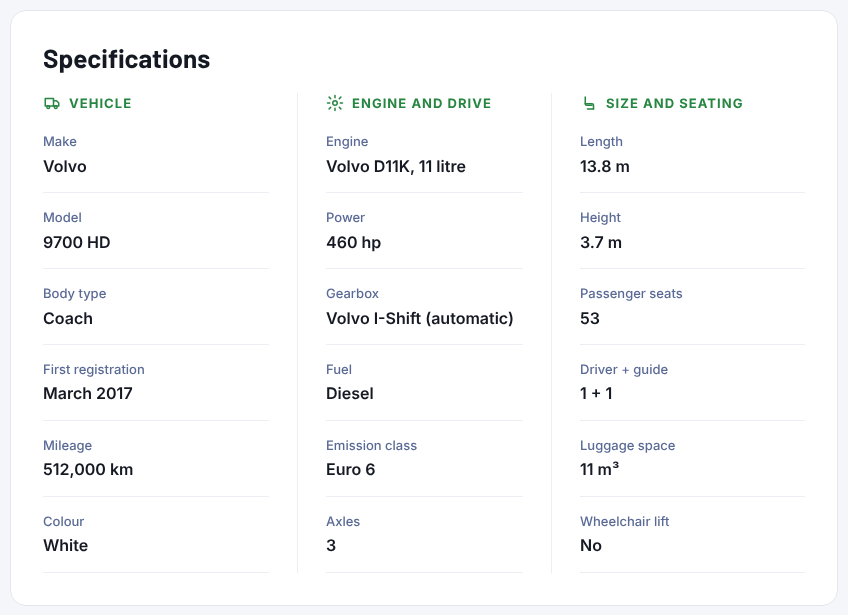 Specifications
VEHICLE
Make
Volvo
Model
9700 HD
Body type
Coach
First registration
March 2017
Mileage
512,000 km
Colour
White
ENGINE AND DRIVE
Engine
Volvo D11K, 11 litre
Power
460 hp
Gearbox
Volvo I-Shift (automatic)
Fuel
Diesel
Emission class
Euro 6
Axles
3
SIZE AND SEATING
Length
13.8 m
Height
3.7 m
Passenger seats
53
Driver + guide
1 + 1
Luggage space
11 m³
Wheelchair lift
No